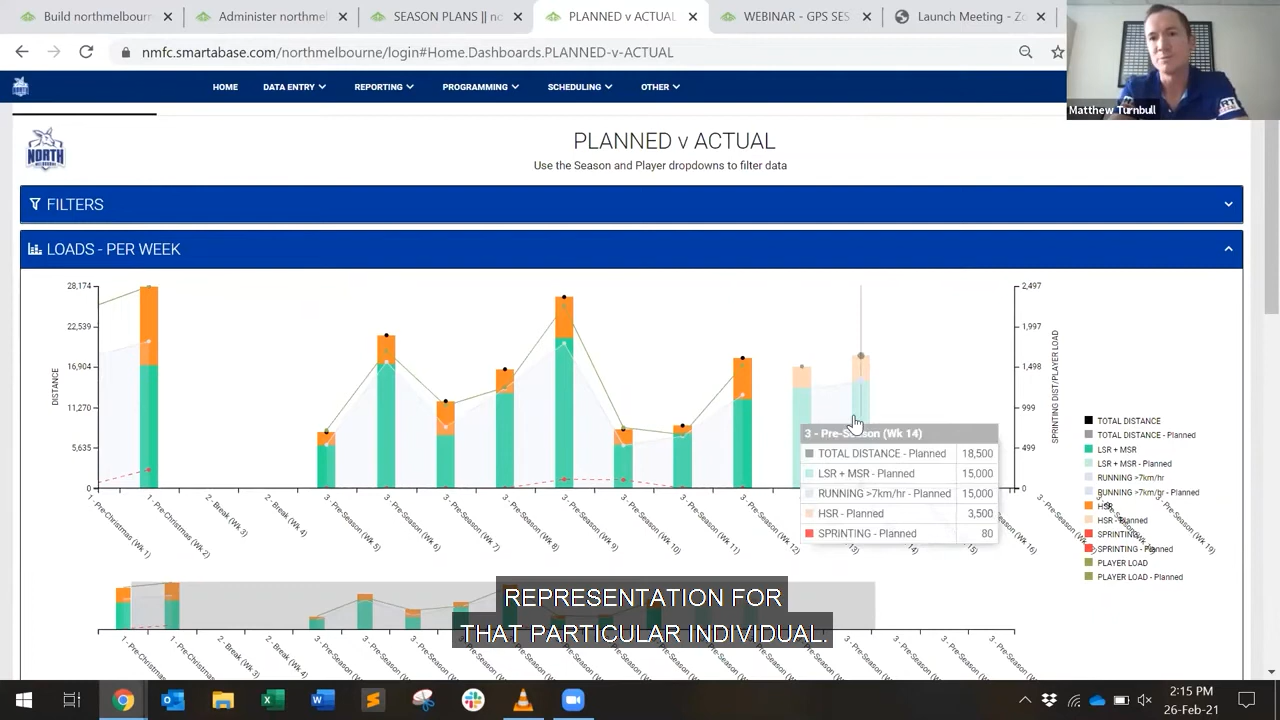 Build northmelbour
Administer northmel
SEASON PLANS || no
PLANNED v ACTUAL
WEBINAR - GPS SES
Launch Meeting - Zo
nmfc.smartabase.com/northmelbourne/login#Home.Dashboards.PLANNED-v-ACTUAL
HOME
DATA ENTRY
REPORTING
PROGRAMMING
SCHEDULING
OTHER
Matthew Turnbull
NORTH
PLANNED v ACTUAL
Use the Season and Player dropdowns to filter data
FILTERS
LOADS - PER WEEK
28,174
22,539
16,904
11,270
5,635
0
DISTANCE
2,497
1,997
1,498
999
499
0
SPRINTING DIST/PLAYER LOAD
3 - Pre-Season (Wk 14)
TOTAL DISTANCE - Planned 18,500
LSR + MSR - Planned 15,000
RUNNING >7km/hr - Planned 15,000
HSR - Planned 3,500
SPRINTING - Planned 80
TOTAL DISTANCE
TOTAL DISTANCE - Planned
LSR + MSR
LSR + MSR - Planned
RUNNING >7km/hr
RUNNING >7km/hr - Planned
HSR
HSR - Planned
SPRINTING
SPRINTING - Planned
PLAYER LOAD
PLAYER LOAD - Planned
1 - Pre-Christmas (Wk 1)
1 - Pre-Christmas (Wk 2)
2 - Break (Wk 3)
2 - Break (Wk 4)
3 - Pre-Season (Wk 5)
3 - Pre-Season (Wk 6)
3 - Pre-Season (Wk 7)
3 - Pre-Season (Wk 8)
3 - Pre-Season (Wk 9)
3 - Pre-Season (Wk 10)
3 - Pre-Season (Wk 11)
3 - Pre-Season (Wk 12)
REPRESENTATION FOR
THAT PARTICULAR INDIVIDUAL.
2:15 PM
26-Feb-21